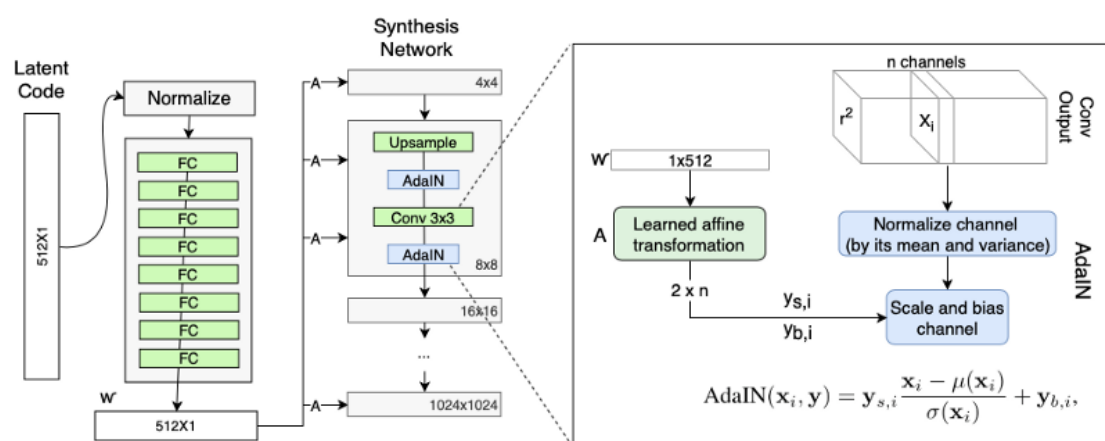 Latent
Code
512X1
Normalize
FC
FC
FC
FC
FC
FC
FC
FC
w
512X1
Synthesis
Network
A
4x4
A
Upsample
AdaIN
A
Conv 3x3
AdaIN
8x8
16x16
...
A
1024x1024
n channels
r²
Xi
Conv
Output
w
1x512
A
Learned affine
transformation
2 x n
ys,i
yb,i
Normalize channel
(by its mean and variance)
Scale and bias
channel
AdaIN
AdaIN(xi, y) = ys,i (xi − μ(xi)) / σ(xi) + yb,i,